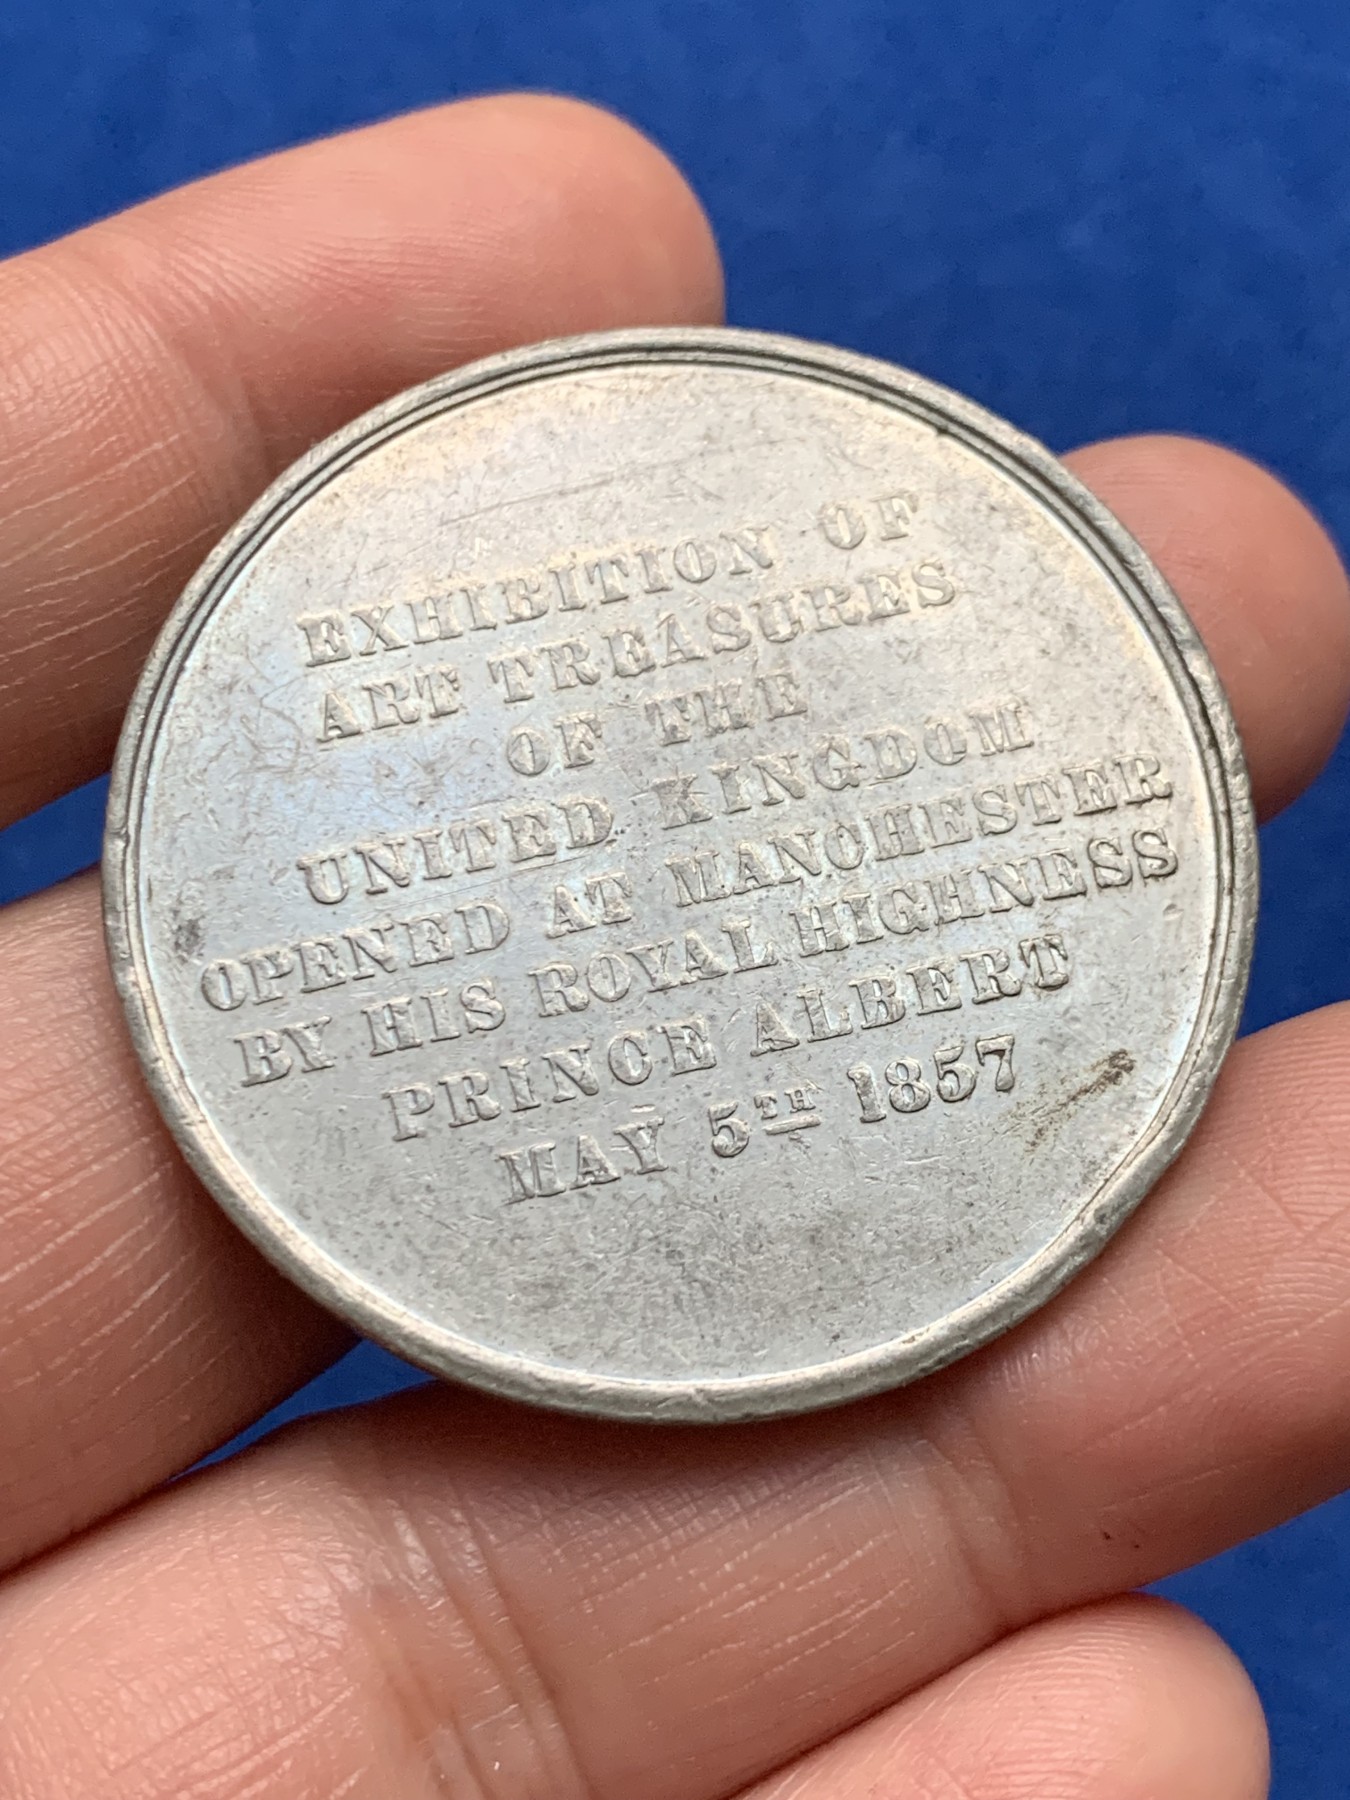 EXHIBITION OF
ART TREASURES
OF THE
UNITED KINGDOM
OPENED AT MANCHESTER
BY HIS ROYAL HIGHNESS
PRINCE ALBERT
MAY 5TH 1857